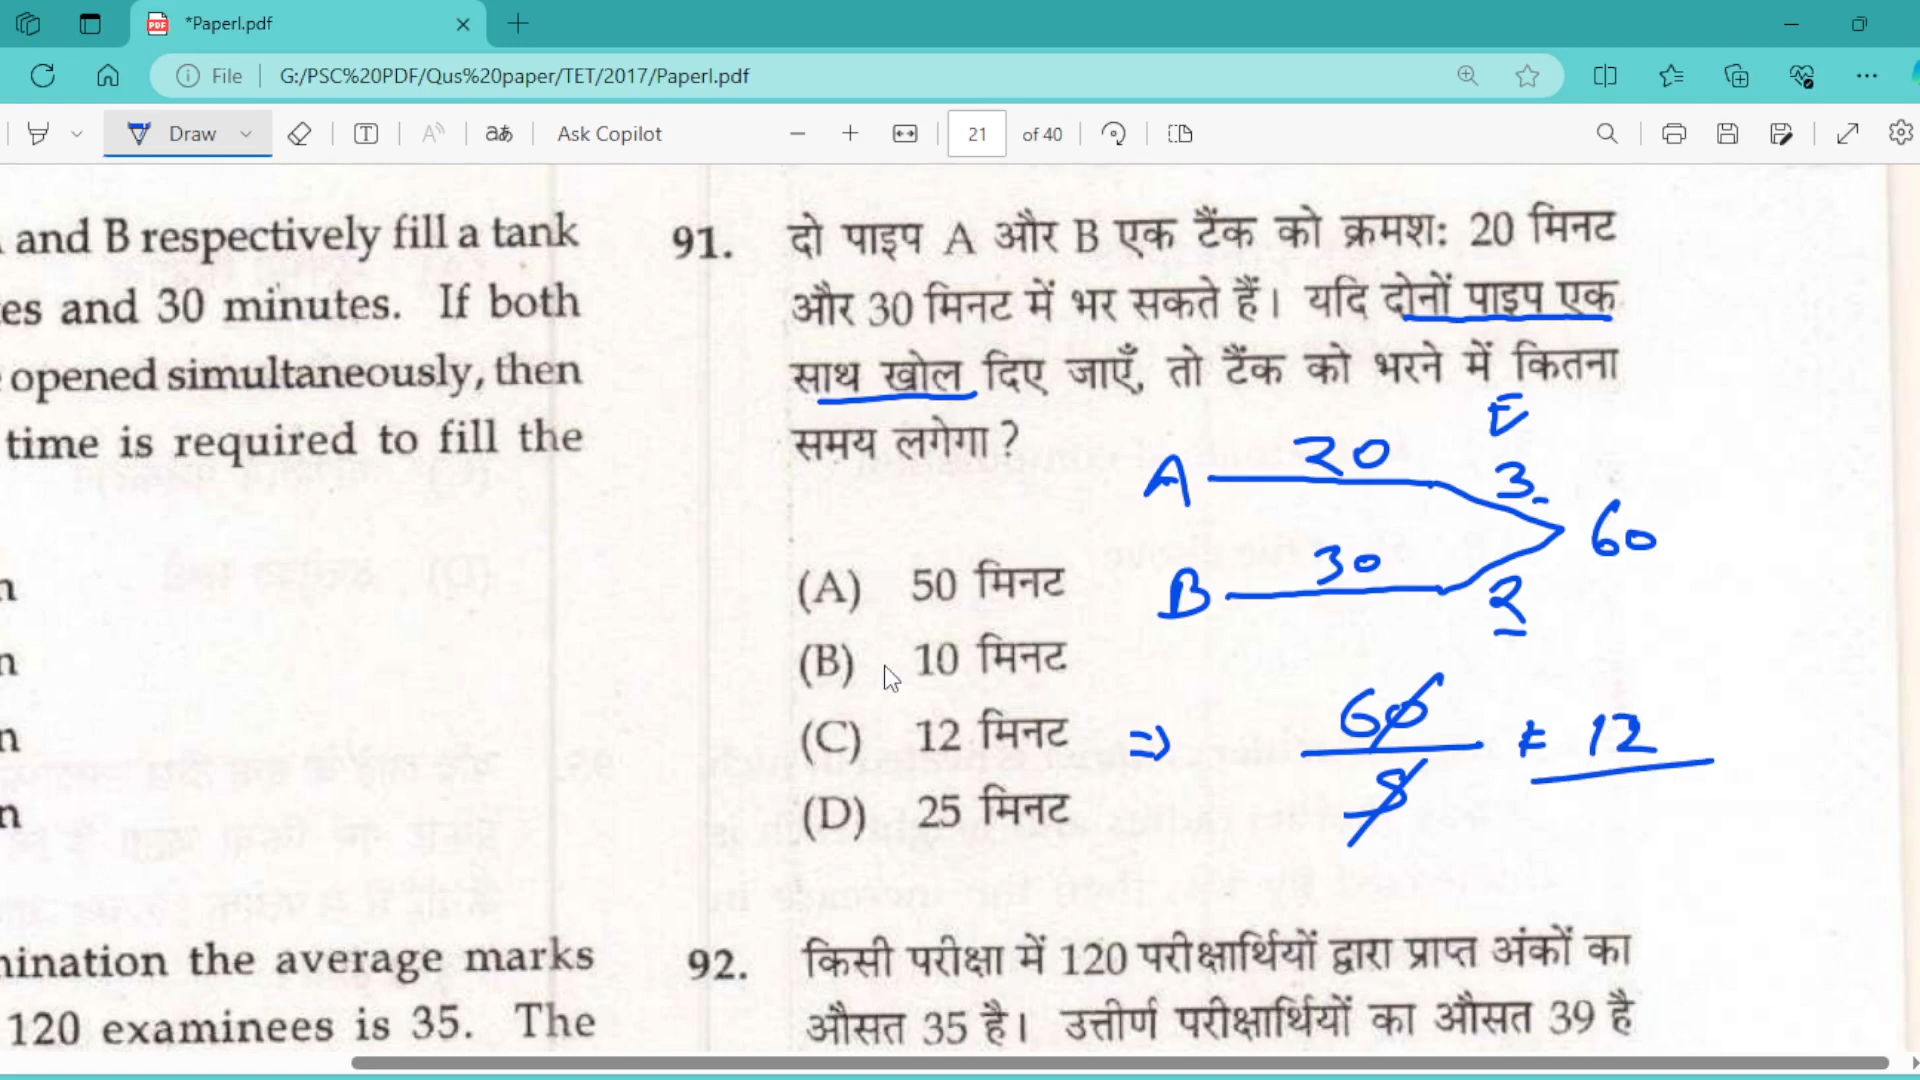 *PaperI.pdf
File
G:/PSC%20PDF/Qus%20paper/TET/2017/PaperI.pdf
Draw
Ask Copilot
21 of 40
and B respectively fill a tank
es and 30 minutes. If both
opened simultaneously, then
time is required to fill the
n
n
n
n
mination the average marks
120 examinees is 35. The
91. दो पाइप A और B एक टैंक को क्रमशः 20 मिनट
और 30 मिनट में भर सकते हैं। यदि दोनों पाइप एक
साथ खोल दिए जाएँ, तो टैंक को भरने में कितना
समय लगेगा ?
(A) 50 मिनट
(B) 10 मिनट
(C) 12 मिनट
(D) 25 मिनट
E
A 20 3
60
B 30 2
⇒ 60 = 12
5
92. किसी परीक्षा में 120 परीक्षार्थियों द्वारा प्राप्त अंकों का
औसत 35 है। उत्तीर्ण परीक्षार्थियों का औसत 39 है